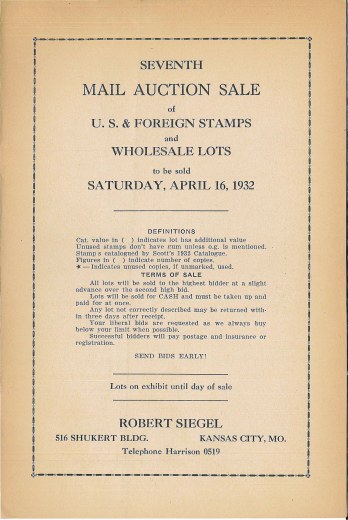 SEVENTH
MAIL AUCTION SALE
of
U. S. & FOREIGN STAMPS
and
WHOLESALE LOTS
to be sold
SATURDAY, APRIL 16, 1932
DEFINITIONS
Cat. value in ( ) indicates lot has additional value
Unused stamps don't have gum unless o.g. is mentioned.
Stamps catalogued by Scott's 1932 Catalogue.
Figures in ( ) indicate number of copies.
★ — Indicates unused copies, if unmarked, used.
TERMS OF SALE
All lots will be sold to the highest bidder at a slight
advance over the second high bid.
Lots will be sold for CASH and must be taken up and
paid for at once.
Any lot not correctly described may be returned with-
in three days after receipt.
Your liberal bids are requested as we always buy
below your limit when possible.
Successful bidders will pay postage and insurance or
registration.
SEND BIDS EARLY!
Lots on exhibit until day of sale
ROBERT SIEGEL
516 SHUKERT BLDG. KANSAS CITY, MO.
Telephone Harrison 0519